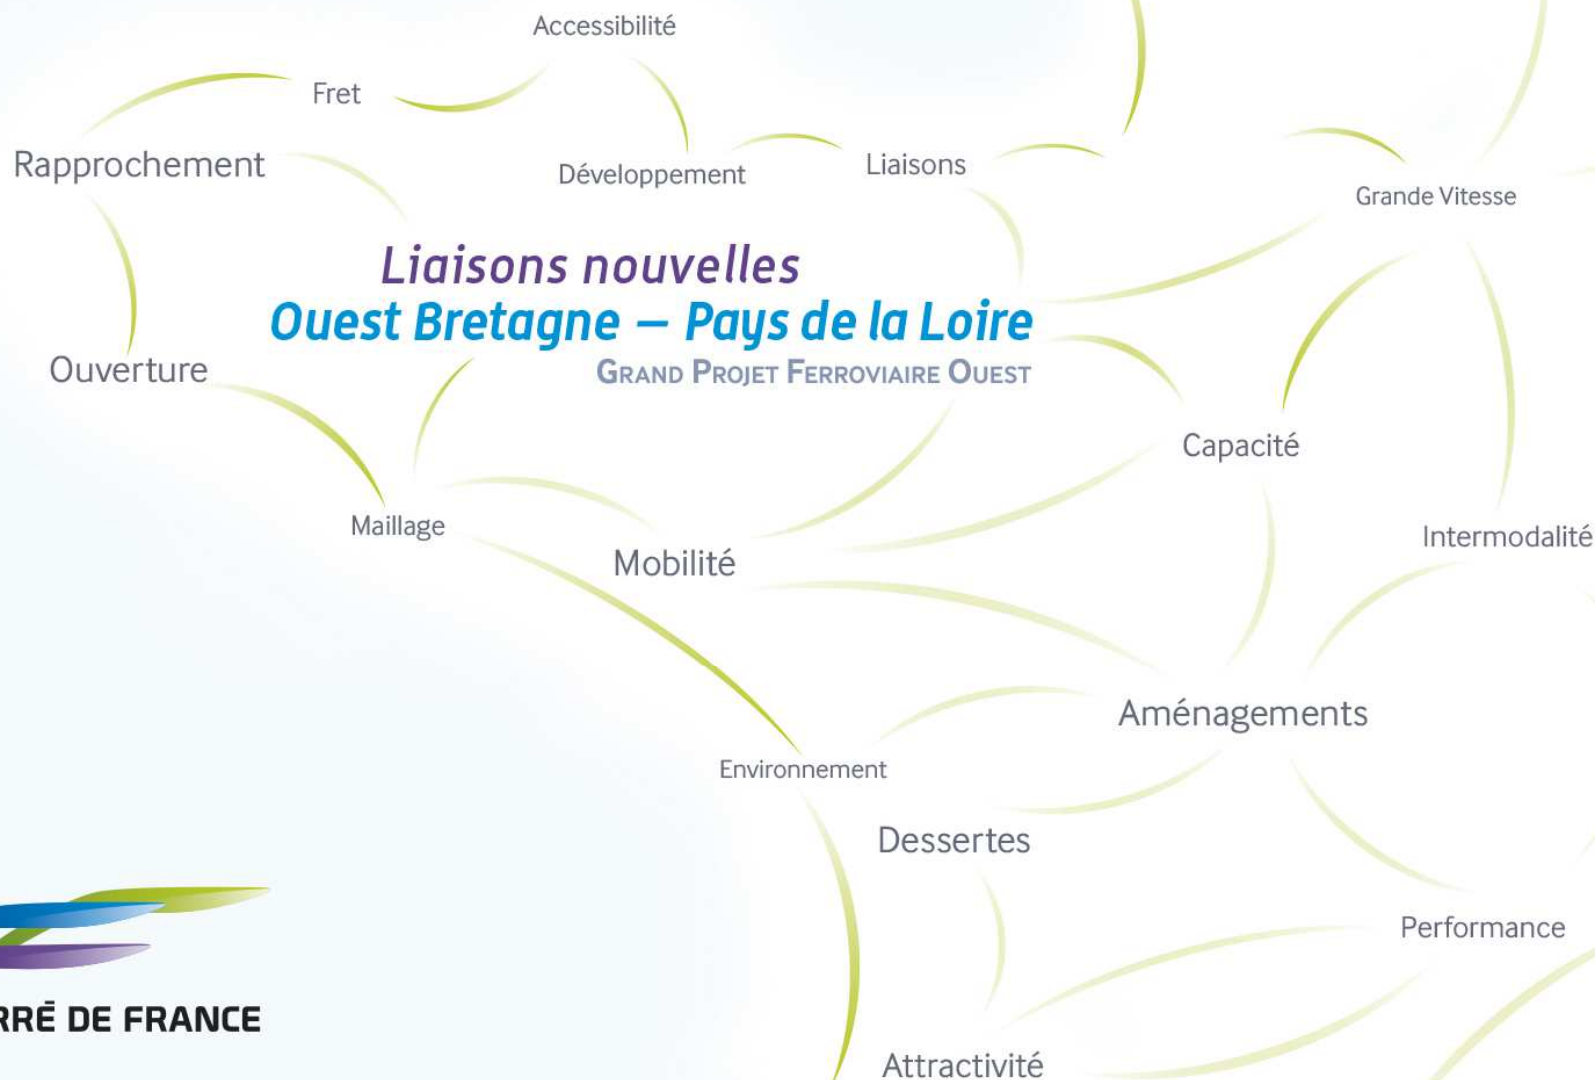 Accessibilité
Fret
Rapprochement
Développement
Liaisons
Grande Vitesse
Liaisons nouvelles
Ouest Bretagne – Pays de la Loire
GRAND PROJET FERROVIAIRE OUEST
Ouverture
Capacité
Maillage
Mobilité
Intermodalité
Aménagements
Environnement
Dessertes
Performance
RRÉ DE FRANCE
Attractivité